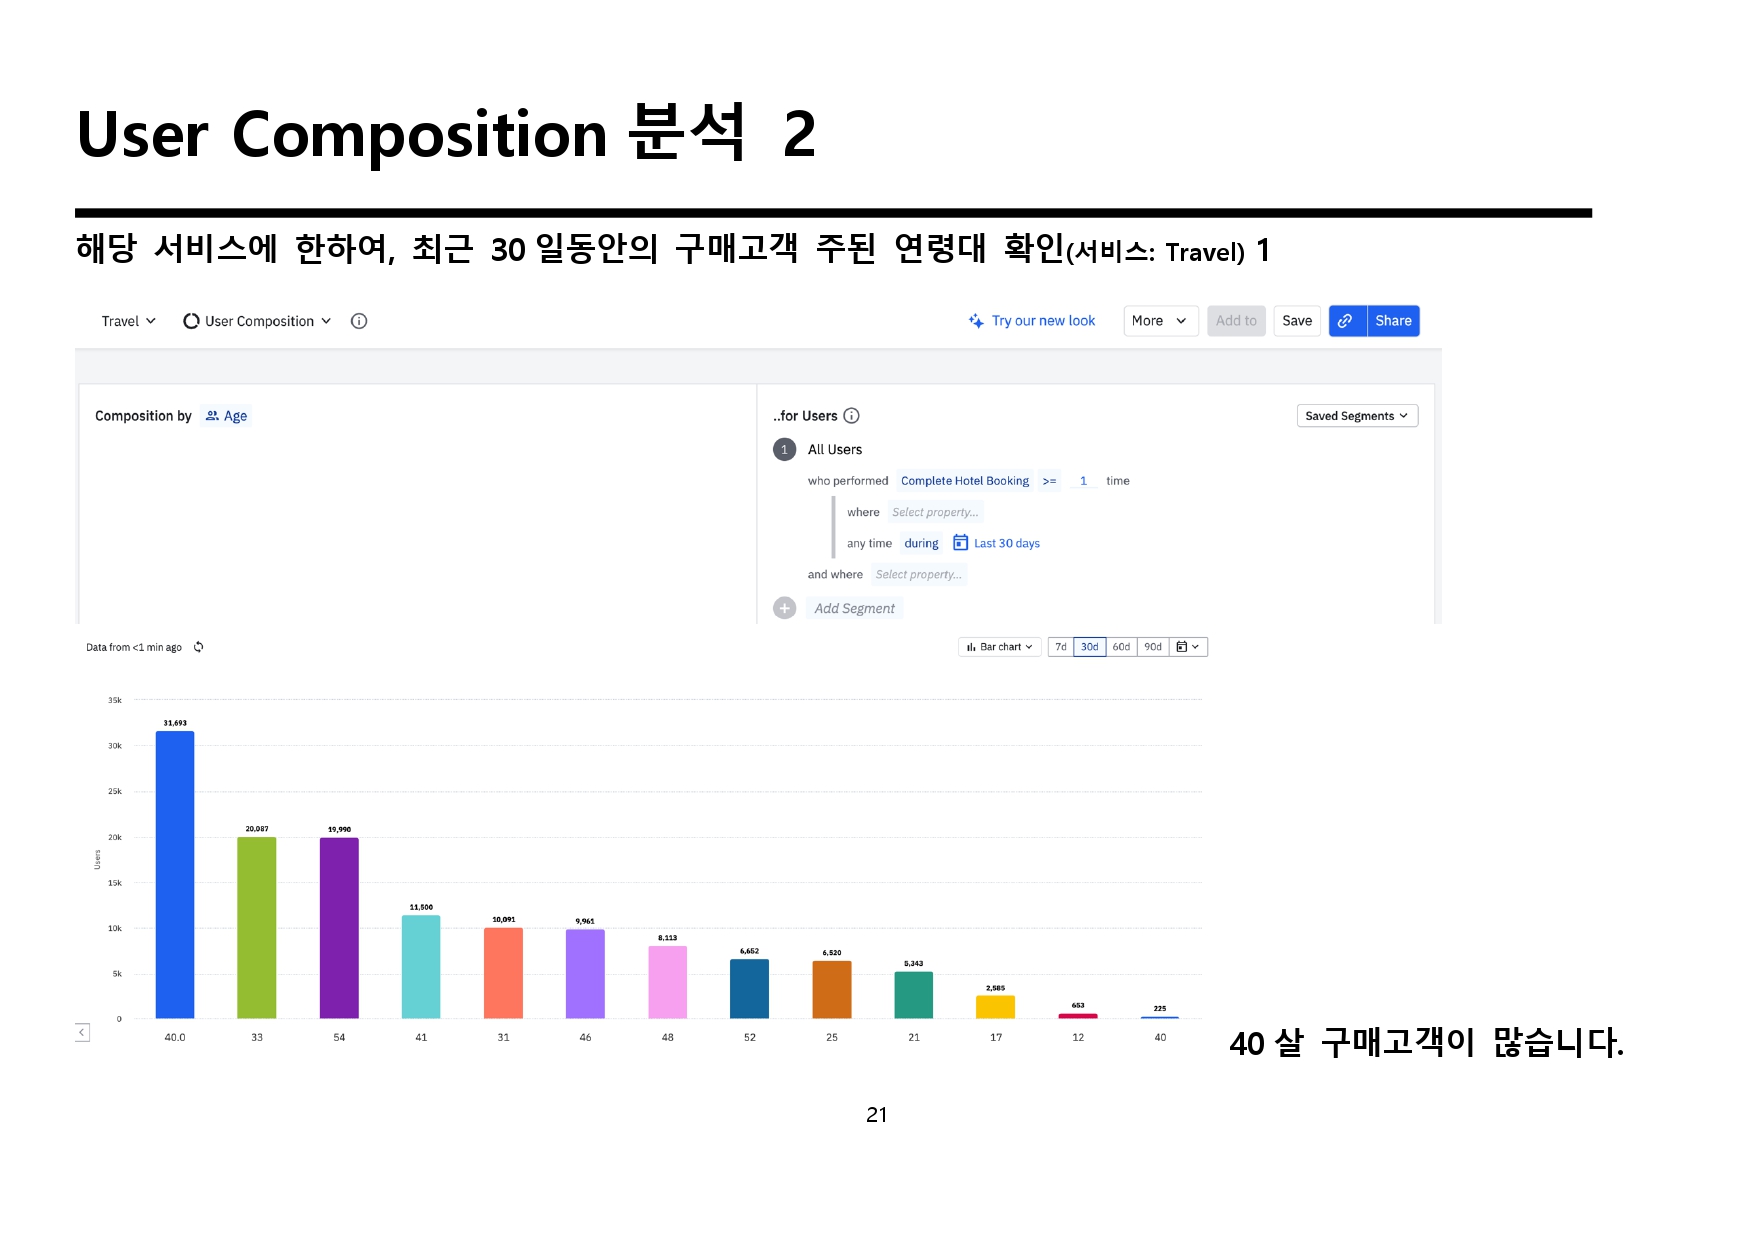 User Composition 분석 2
해당 서비스에 한하여, 최근 30 일동안의 구매고객 주된 연령대 확인(서비스: Travel) 1
Travel User Composition Try our new look More Add to Save Share
Composition by Age
..for Users Saved Segments
1 All Users
who performed Complete Hotel Booking >= 1 time
where Select property...
any time during Last 30 days
and where Select property...
+ Add Segment
Data from <1 min ago Bar chart 7d 30d 60d 90d
35k
30k
25k
20k
15k
10k
5k
0
Users
31,693 20,087 19,990 11,500 10,091 9,961 8,113 6,652 6,520 5,343 2,585 653 225
40.0 33 54 41 31 46 48 52 25 21 17 12 40
40 살 구매고객이 많습니다.
21